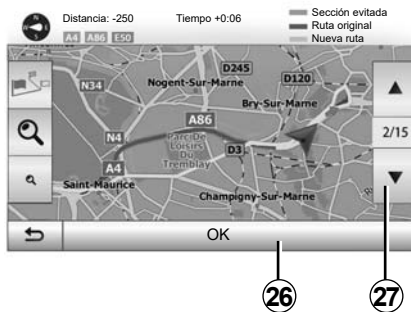 Distancia: -250 Tiempo +0:06
A4 A86 E50
Sección evitada
Ruta original
Nueva ruta
D245
N34
D120
Nogent-Sur-Marne
Bry-Sur-Marne
A86
2/15
N4
Parc De
Loisirs
Du
Tremblay
D3
A4
Saint-Maurice
Champigny-Sur-Marne
OK
26 27